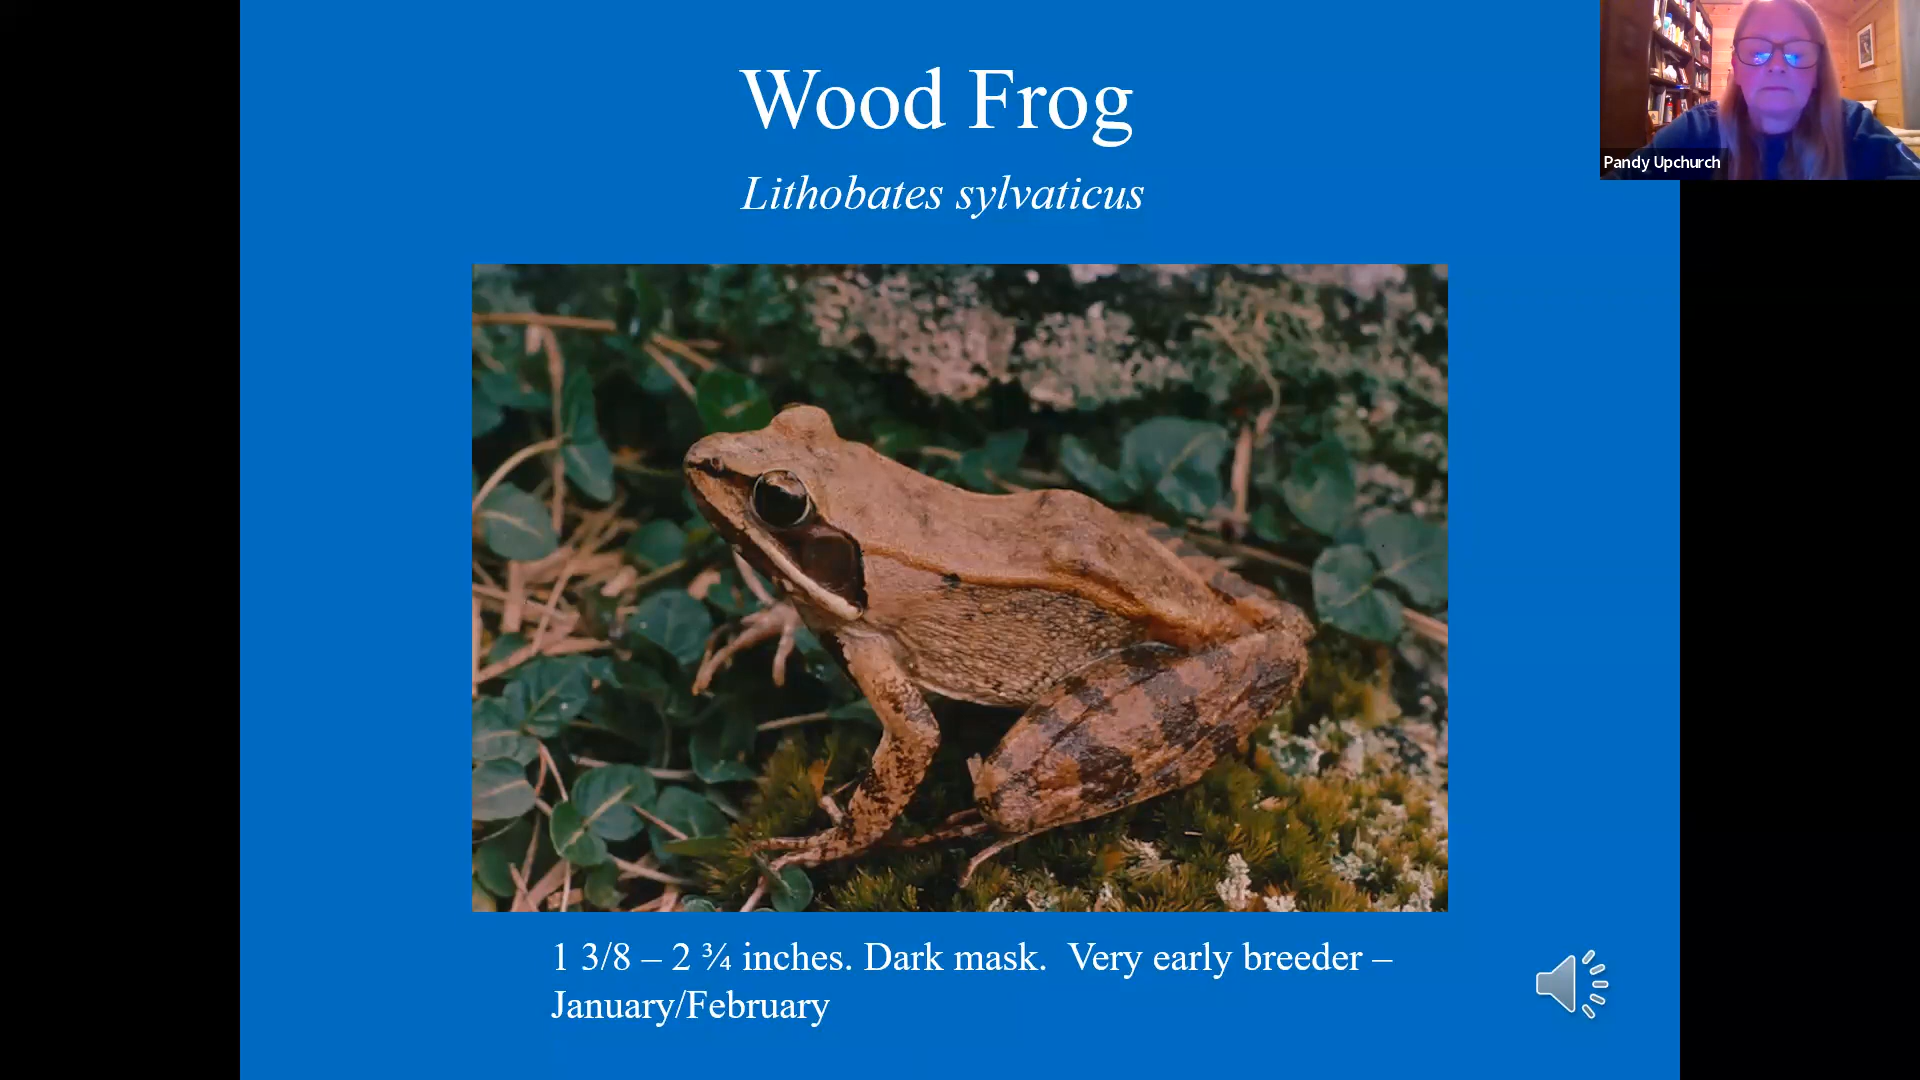 Wood Frog
Lithobates sylvaticus
Pandy Upchurch
1 3/8 – 2 ¾ inches. Dark mask.  Very early breeder –
January/February